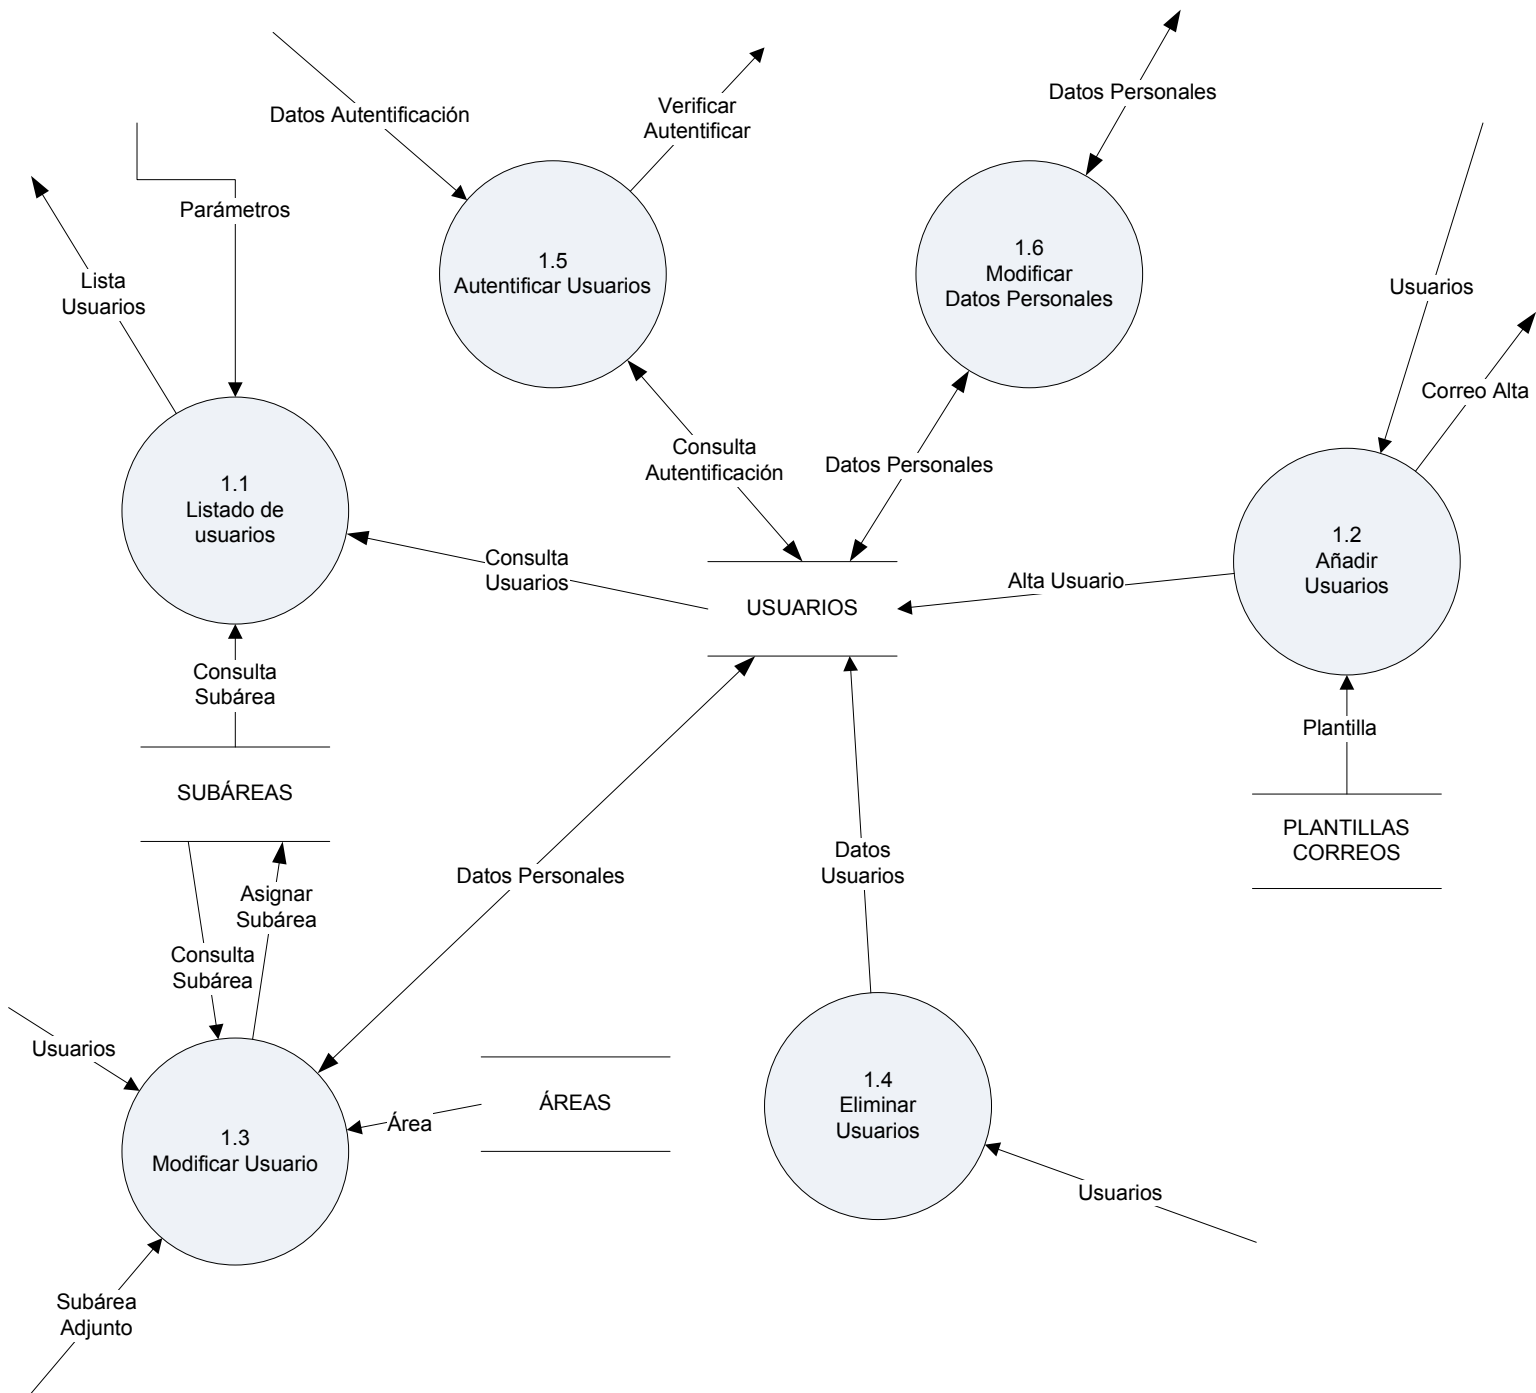 Datos Personales
Verificar
Autentificar
Datos Autentificación
Parámetros
Lista
Usuarios
1.5
Autentificar Usuarios
1.6
Modificar
Datos Personales
Usuarios
Correo Alta
Consulta
Autentificación
Datos Personales
1.1
Listado de
usuarios
1.2
Añadir
Usuarios
Consulta
Usuarios
Alta Usuario
USUARIOS
Consulta
Subárea
Plantilla
SUBÁREAS
PLANTILLAS
CORREOS
Datos
Usuarios
Datos Personales
Asignar
Subárea
Consulta
Subárea
Usuarios
1.3
Modificar Usuario
Área
ÁREAS
1.4
Eliminar
Usuarios
Usuarios
Subárea
Adjunto